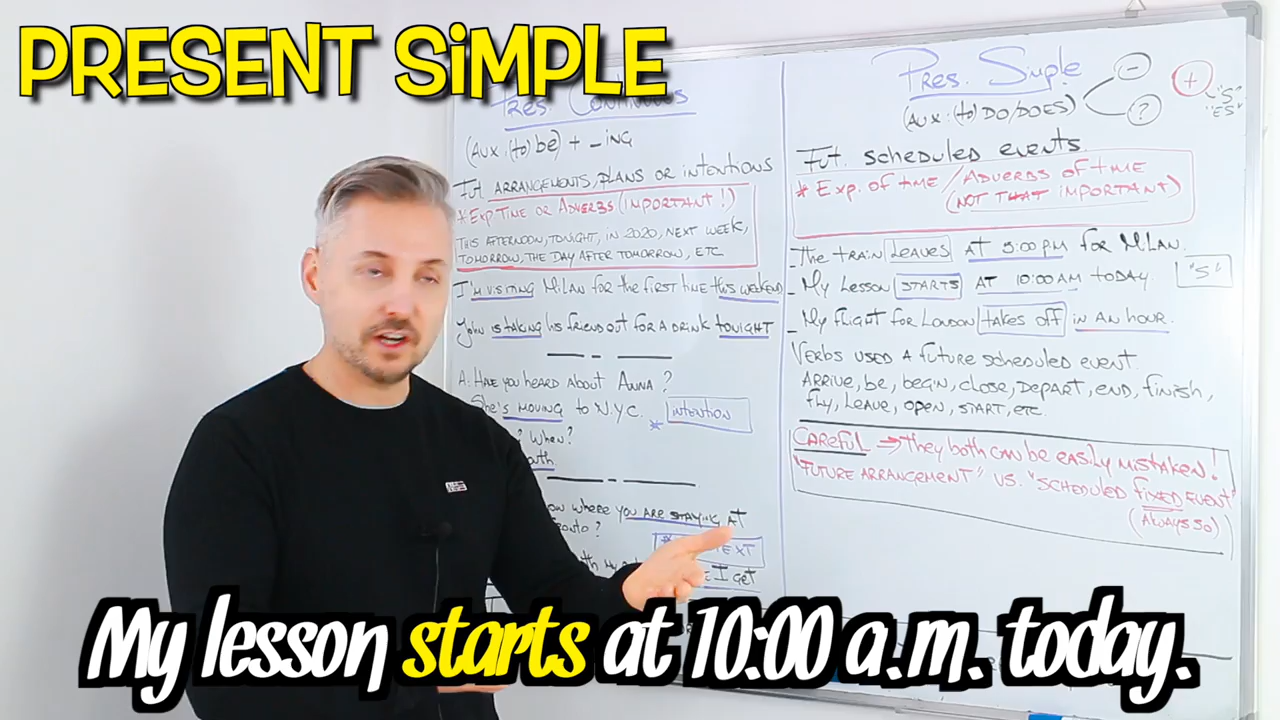 PRESENT SiMPLE
Pres. Continuous
(Aux: (to) be) + _ING
Fut. ARRANGEMENTS, PLANS OR INTENTIONS
* Exp Time or Adverbs (IMPORTANT!)
THIS AFTERNOON, TONIGHT, IN 2020, NEXT WEEK,
TOMORROW, THE DAY AFTER TOMORROW, ETC.
I'M VISITING MILAN FOR THE FIRST TIME THIS WEEKEND
John IS TAKING his FRIEND OUT FOR A DRINK TONIGHT
A: HAVE YOU HEARD ABOUT ANNA?
She's MOVING to N.Y.C. * intention
? When?
where you ARE STAYING AT
I GET
Pres. Simple
(Aux: (to) DO/DOES)
-
?
+
"S"
"ES"
Fut. scheduled events.
* Exp. of time / ADVERBS OF TIME
(NOT THAT IMPORTANT)
- The TRAIN LEAVES AT 5:00 PM FOR MILAN.
- My LESSON STARTS AT 10:00 AM TODAY. "S"
- My FLIGHT FOR LONDON takes off IN AN HOUR.
VERBS USED A FUTURE SCHEDULED EVENT.
ARRIVE, be, begin, close, DEPART, END, FINISH,
fly, LEAVE, OPEN, START, ETC.
CAREFUL => They both CAN be EASILY MISTAKEN!
"FUTURE ARRANGEMENT" VS. "SCHEDULED FIXED EVENT"
(ALWAYS SO)
My lesson starts at 10:00 a.m. today.